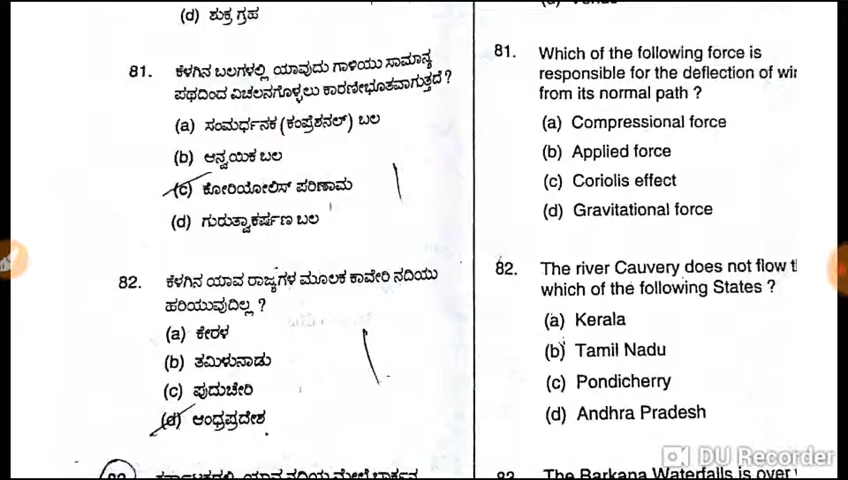 (d) ಶುಕ್ರ ಗ್ರಹ
81. ಕೆಳಗಿನ ಬಲಗಳಲ್ಲಿ ಯಾವುದು ಗಾಳಿಯು ಸಾಮಾನ್ಯ
ಪಥದಿಂದ ವಿಚಲನಗೊಳ್ಳಲು ಕಾರಣೀಭೂತವಾಗುತ್ತದೆ ?
(a) ಸಂಮರ್ಧನಕ (ಕಂಪ್ರೆಶನಲ್) ಬಲ
(b) ಆನ್ವಯಿಕ ಬಲ
(c) ಕೋರಿಯೋಲಿಸ್ ಪರಿಣಾಮ
(d) ಗುರುತ್ವಾಕರ್ಷಣ ಬಲ
82. ಕೆಳಗಿನ ಯಾವ ರಾಜ್ಯಗಳ ಮೂಲಕ ಕಾವೇರಿ ನದಿಯು
ಹರಿಯುವುದಿಲ್ಲ ?
(a) ಕೇರಳ
(b) ತಮಿಳುನಾಡು
(c) ಪುದುಚೇರಿ
(d) ಆಂಧ್ರಪ್ರದೇಶ
81. Which of the following force is
responsible for the deflection of win
from its normal path ?
(a) Compressional force
(b) Applied force
(c) Coriolis effect
(d) Gravitational force
82. The river Cauvery does not flow t
which of the following States ?
(a) Kerala
(b) Tamil Nadu
(c) Pondicherry
(d) Andhra Pradesh
The Barkana Waterfalls is over
DU Recorder